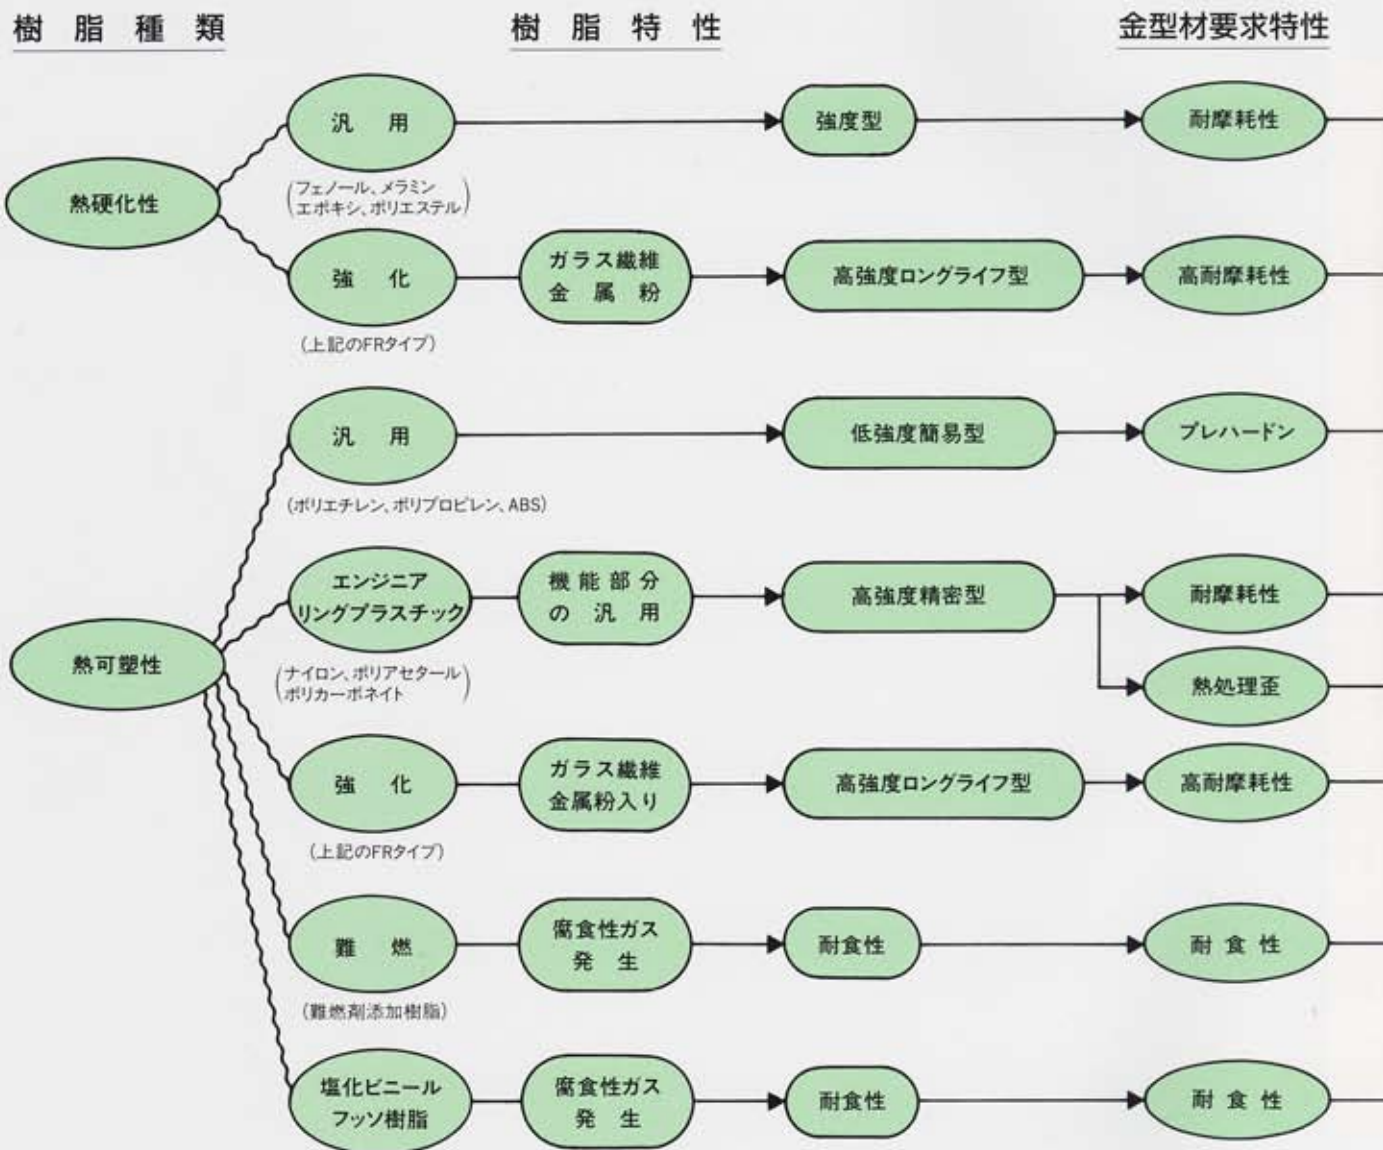 樹脂種類
樹脂特性
金型材要求特性
熱硬化性
汎用
(フェノール、メラミン
エポキシ、ポリエステル)
強度型
耐摩耗性
強化
(上記のFRタイプ)
ガラス繊維
金属粉
高強度ロングライフ型
高耐摩耗性
熱可塑性
汎用
(ポリエチレン、ポリプロピレン、ABS)
低強度簡易型
プレハードン
エンジニア
リングプラスチック
(ナイロン、ポリアセタール
ポリカーボネイト)
機能部分
の汎用
高強度精密型
耐摩耗性
熱処理歪
強化
(上記のFRタイプ)
ガラス繊維
金属粉入り
高強度ロングライフ型
高耐摩耗性
難燃
(難燃剤添加樹脂)
腐食性ガス
発生
耐食性
耐食性
塩化ビニール
フッソ樹脂
腐食性ガス
発生
耐食性
耐食性